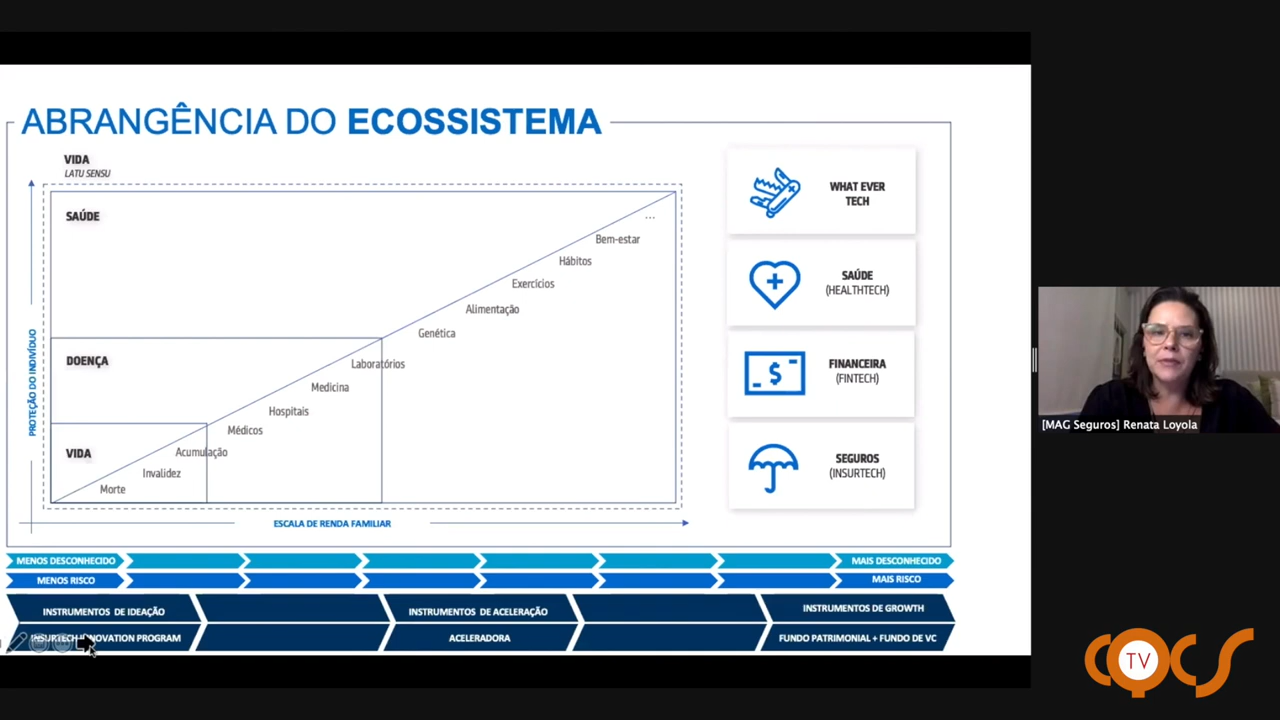 ABRANGÊNCIA DO ECOSSISTEMA
VIDA
LATU SENSU
SAÚDE
...
Bem-estar
Hábitos
Exercícios
Alimentação
Genética
DOENÇA
Laboratórios
Medicina
Hospitais
Médicos
VIDA
Acumulação
Invalidez
Morte
PROTEÇÃO DO INDIVÍDUO
ESCALA DE RENDA FAMILIAR
WHAT EVER
TECH
SAÚDE
(HEALTHTECH)
$
FINANCEIRA
(FINTECH)
SEGUROS
(INSURTECH)
MENOS DESCONHECIDO
MAIS DESCONHECIDO
MENOS RISCO
MAIS RISCO
INSTRUMENTOS DE IDEAÇÃO
INSTRUMENTOS DE ACELERAÇÃO
INSTRUMENTOS DE GROWTH
INSURTECH INNOVATION PROGRAM
ACELERADORA
FUNDO PATRIMONIAL + FUNDO DE VC
[MAG Seguros] Renata Loyola
CQCS
TV